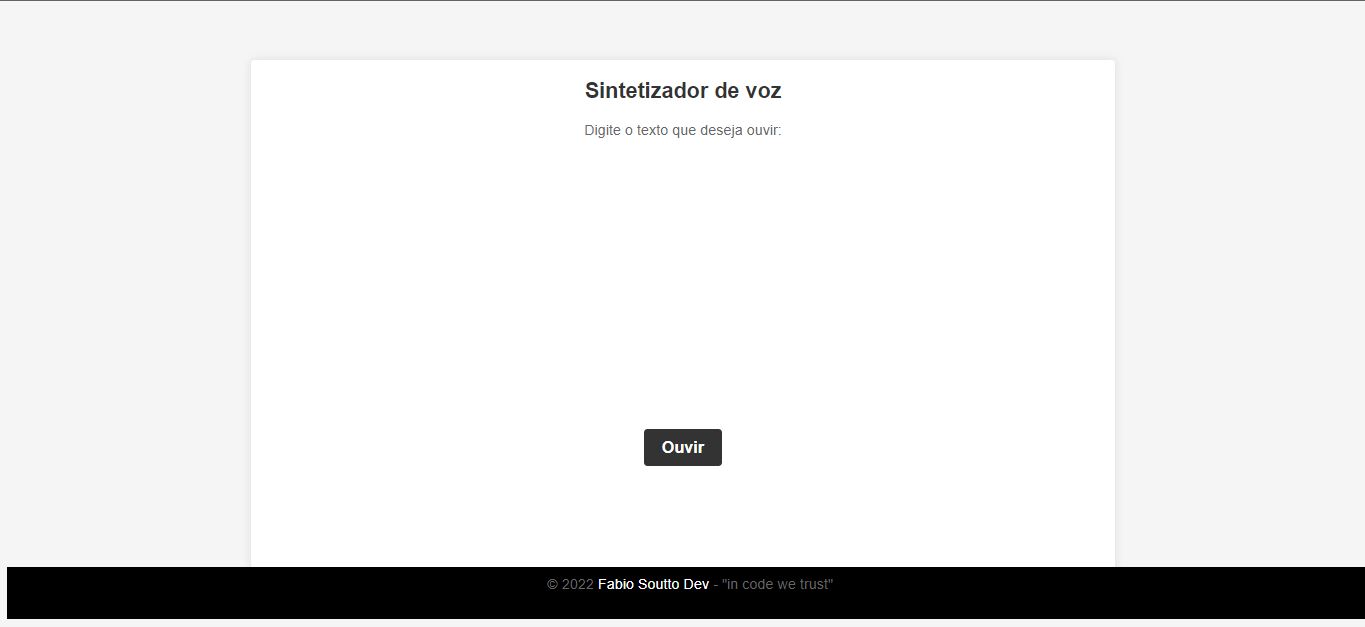 Sintetizador de voz
Digite o texto que deseja ouvir:
Ouvir
© 2022 Fabio Soutto Dev - "in code we trust"